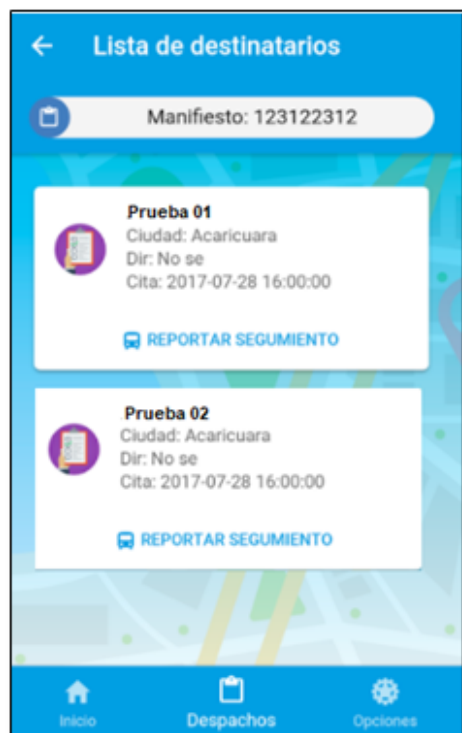 Lista de destinatarios
Manifiesto: 123122312
Prueba 01
Ciudad: Acaricuara
Dir: No se
Cita: 2017-07-28 16:00:00
REPORTAR SEGUMIENTO
Prueba 02
Ciudad: Acaricuara
Dir: No se
Cita: 2017-07-28 16:00:00
REPORTAR SEGUMIENTO
Inicio Despachos Opciones